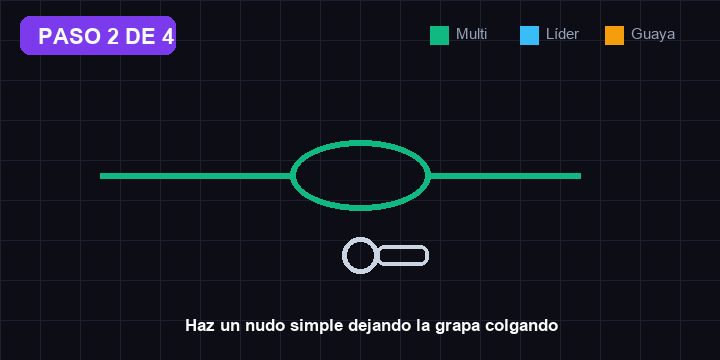 PASO 2 DE 4
Multi
Líder
Guaya
Haz un nudo simple dejando la grapa colgando